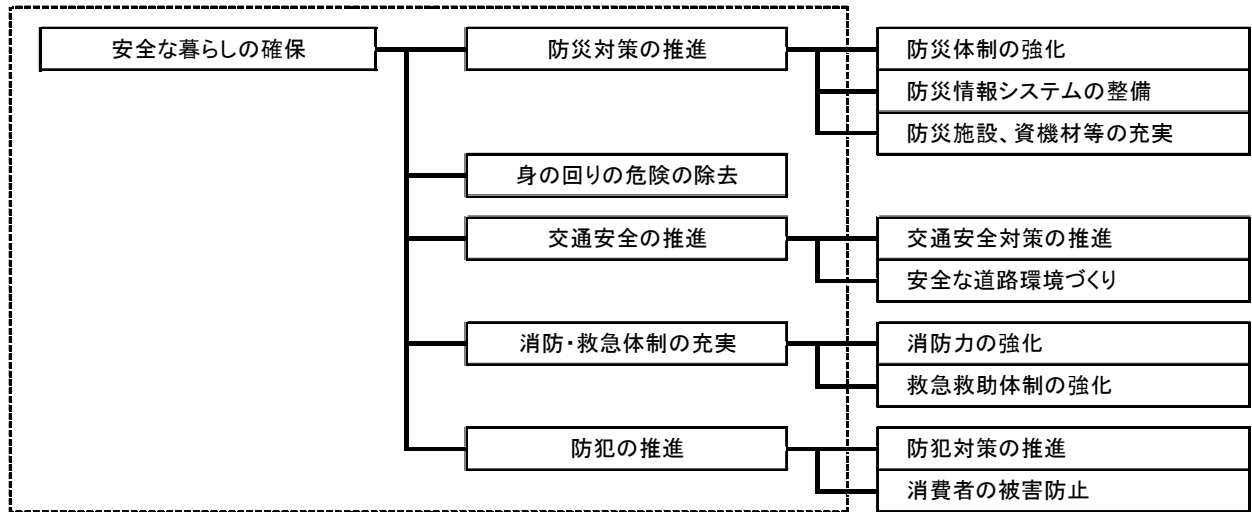 安全な暮らしの確保
防災対策の推進
防災体制の強化
防災情報システムの整備
防災施設、資機材等の充実
身の回りの危険の除去
交通安全の推進
交通安全対策の推進
安全な道路環境づくり
消防・救急体制の充実
消防力の強化
救急救助体制の強化
防犯の推進
防犯対策の推進
消費者の被害防止